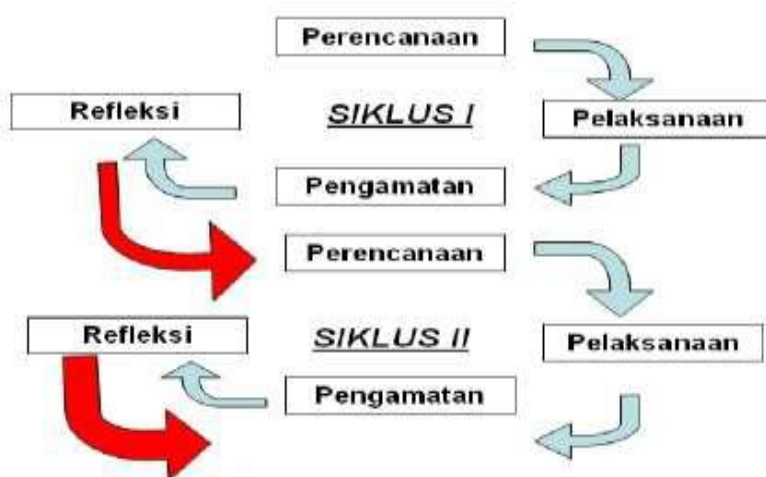 Perencanaan
Refleksi
SIKLUS I
Pelaksanaan
Pengamatan
Perencanaan
Refleksi
SIKLUS II
Pelaksanaan
Pengamatan